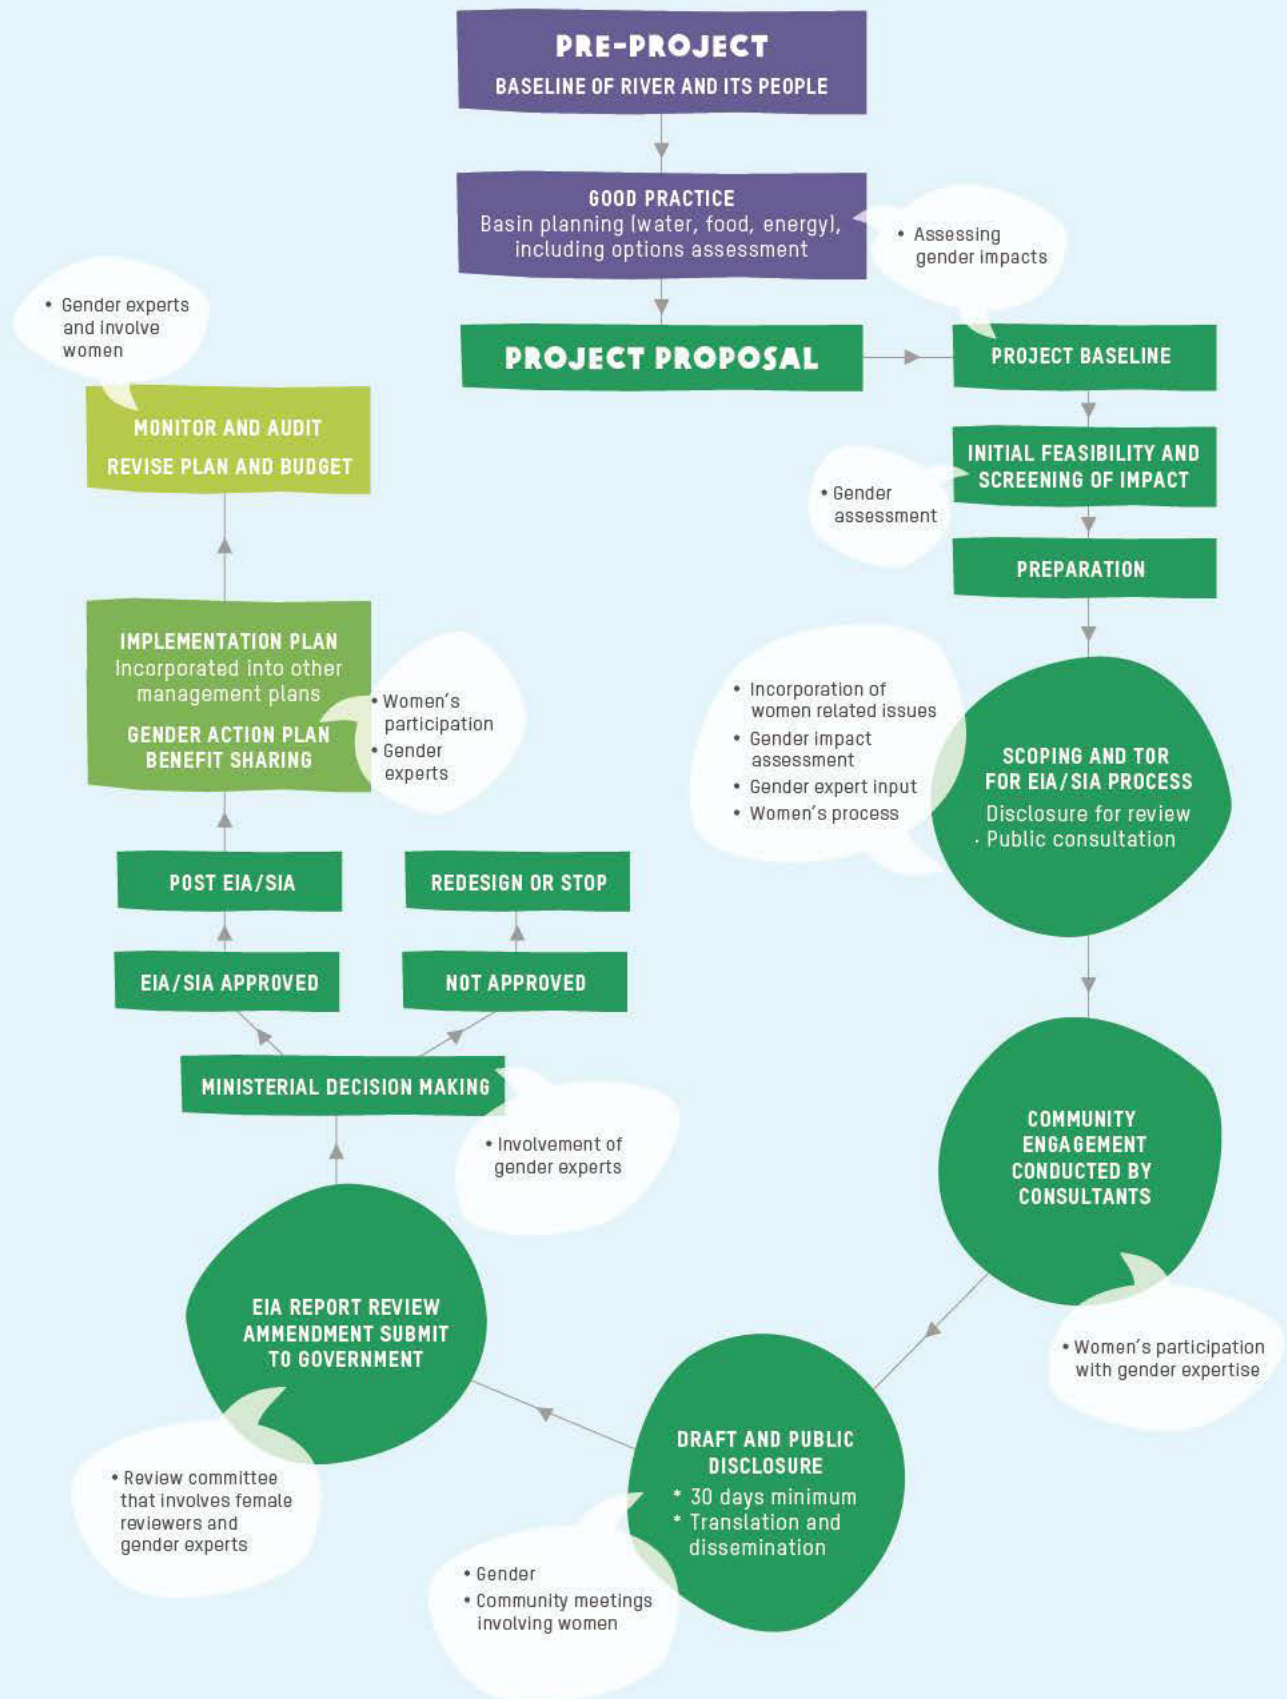 PRE-PROJECT
BASELINE OF RIVER AND ITS PEOPLE
GOOD PRACTICE
Basin planning (water, food, energy),
including options assessment
• Assessing
gender impacts
PROJECT PROPOSAL
PROJECT BASELINE
INITIAL FEASIBILITY AND
SCREENING OF IMPACT
• Gender
assessment
PREPARATION
SCOPING AND TOR
FOR EIA/SIA PROCESS
Disclosure for review
· Public consultation
• Incorporation of
women related issues
• Gender impact
assessment
• Gender expert input
• Women's process
COMMUNITY
ENGAGEMENT
CONDUCTED BY
CONSULTANTS
• Women's participation
with gender expertise
DRAFT AND PUBLIC
DISCLOSURE
* 30 days minimum
* Translation and
dissemination
• Gender
• Community meetings
involving women
EIA REPORT REVIEW
AMMENDMENT SUBMIT
TO GOVERNMENT
• Review committee
that involves female
reviewers and
gender experts
MINISTERIAL DECISION MAKING
• Involvement of
gender experts
EIA/SIA APPROVED
NOT APPROVED
POST EIA/SIA
REDESIGN OR STOP
IMPLEMENTATION PLAN
Incorporated into other
management plans
GENDER ACTION PLAN
BENEFIT SHARING
• Women's
participation
• Gender
experts
MONITOR AND AUDIT
REVISE PLAN AND BUDGET
• Gender experts
and involve
women